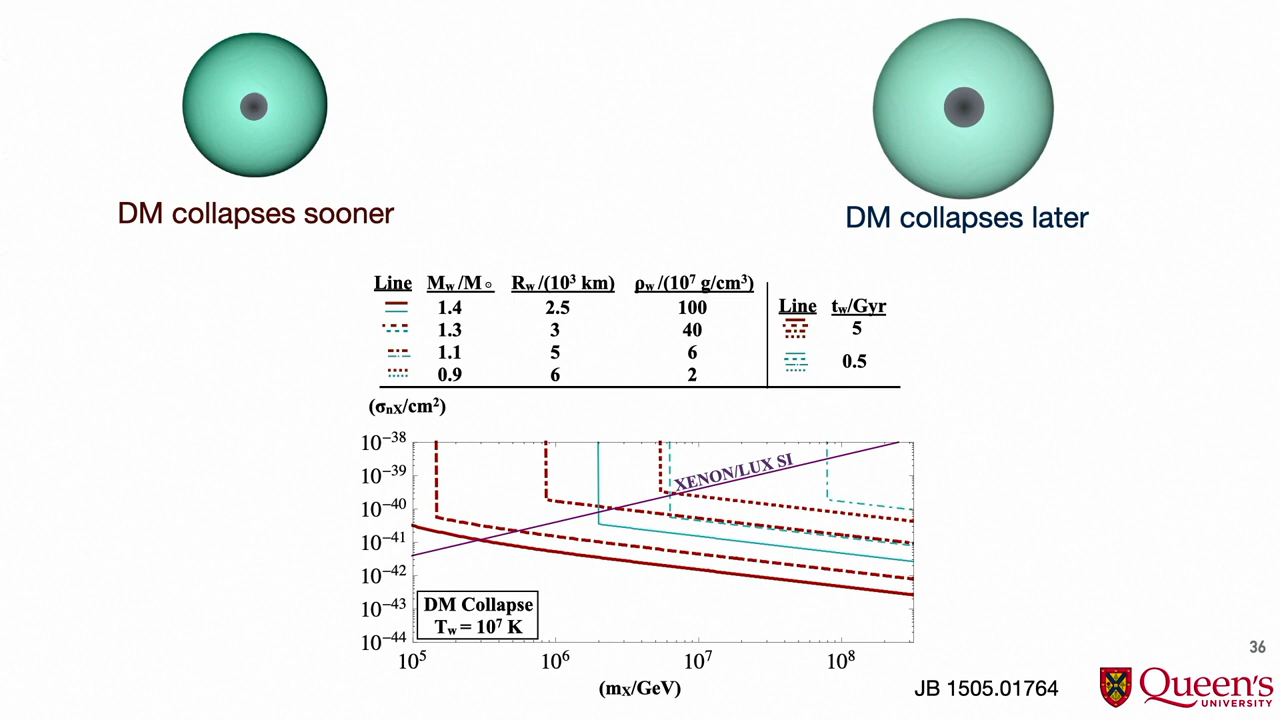 DM collapses sooner
DM collapses later
Line M_w/M☉ R_w/(10³ km) ρ_w/(10⁷ g/cm³)
1.4 2.5 100
1.3 3 40
1.1 5 6
0.9 6 2
Line t_w/Gyr
5
0.5
(σ_nX/cm²)
10⁻³⁸
10⁻³⁹
10⁻⁴⁰
10⁻⁴¹
10⁻⁴²
10⁻⁴³
10⁻⁴⁴
XENON/LUX SI
DM Collapse
T_w = 10⁷ K
10⁵ 10⁶ 10⁷ 10⁸
(m_X/GeV)
JB 1505.01764
36
Queen's
UNIVERSITY